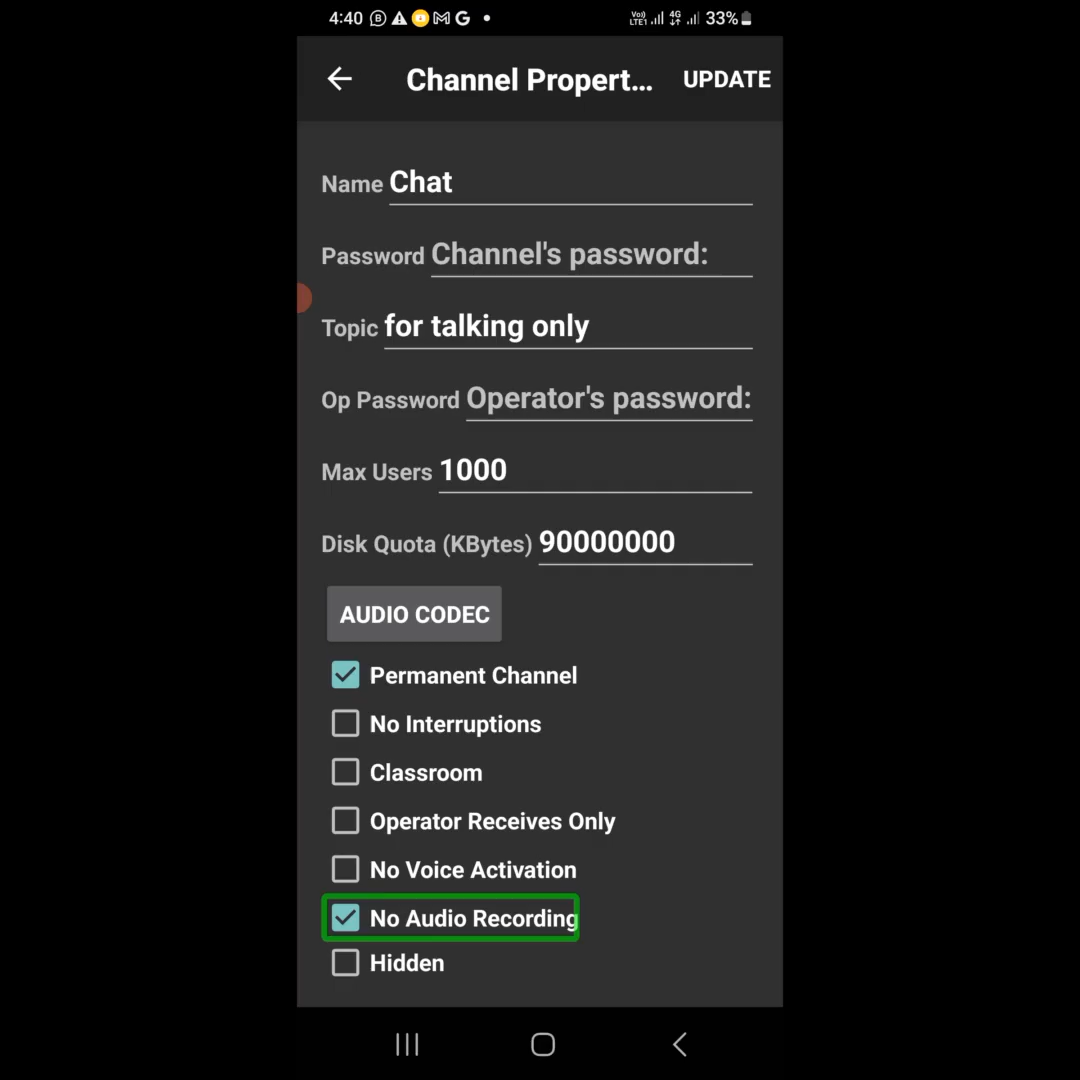 4:40 33%
Channel Propert... UPDATE
Name Chat
Password Channel's password:
Topic for talking only
Op Password Operator's password:
Max Users 1000
Disk Quota (KBytes) 90000000
AUDIO CODEC
Permanent Channel
No Interruptions
Classroom
Operator Receives Only
No Voice Activation
No Audio Recording
Hidden